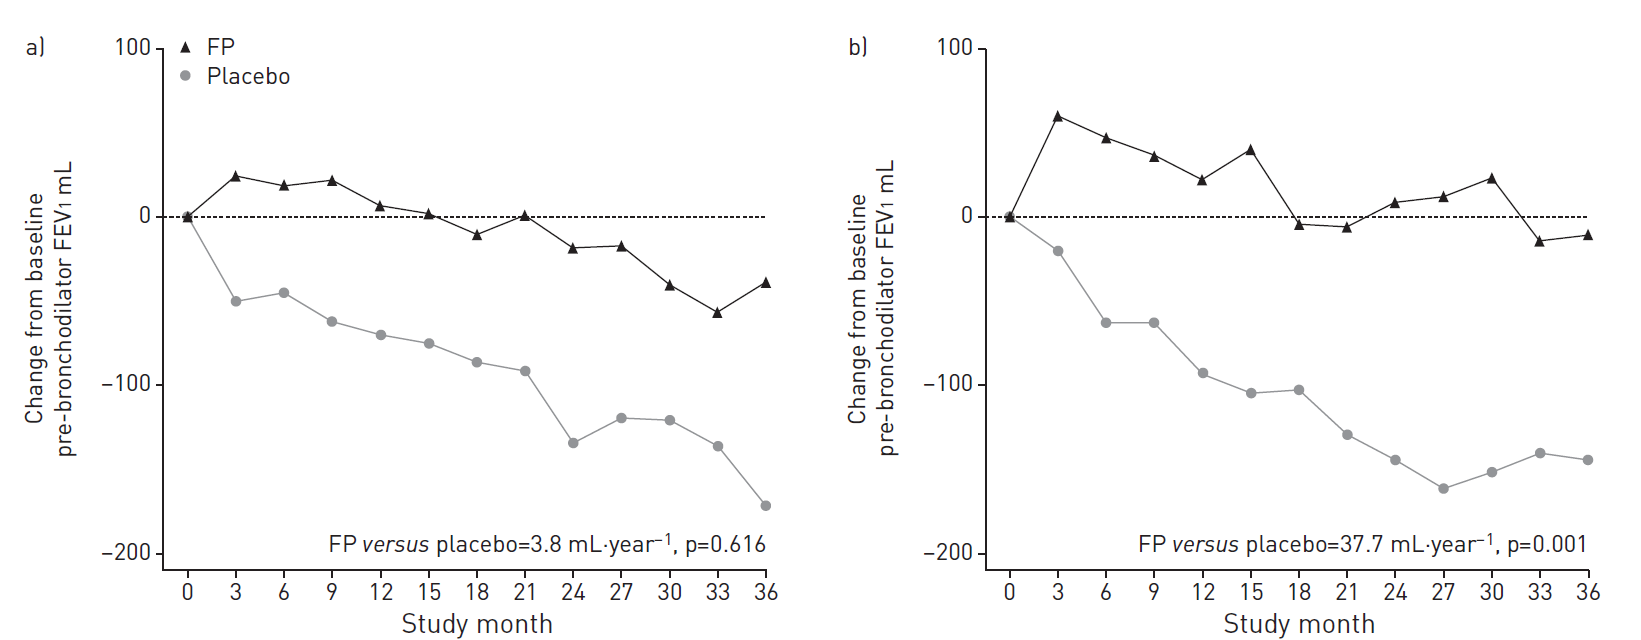 a)
FP
Placebo
100
0
−100
−200
Change from baseline
pre-bronchodilator FEV1 mL
FP versus placebo=3.8 mL·year−1, p=0.616
0 3 6 9 12 15 18 21 24 27 30 33 36
Study month
b)
100
0
−100
−200
Change from baseline
pre-bronchodilator FEV1 mL
FP versus placebo=37.7 mL·year−1, p=0.001
0 3 6 9 12 15 18 21 24 27 30 33 36
Study month